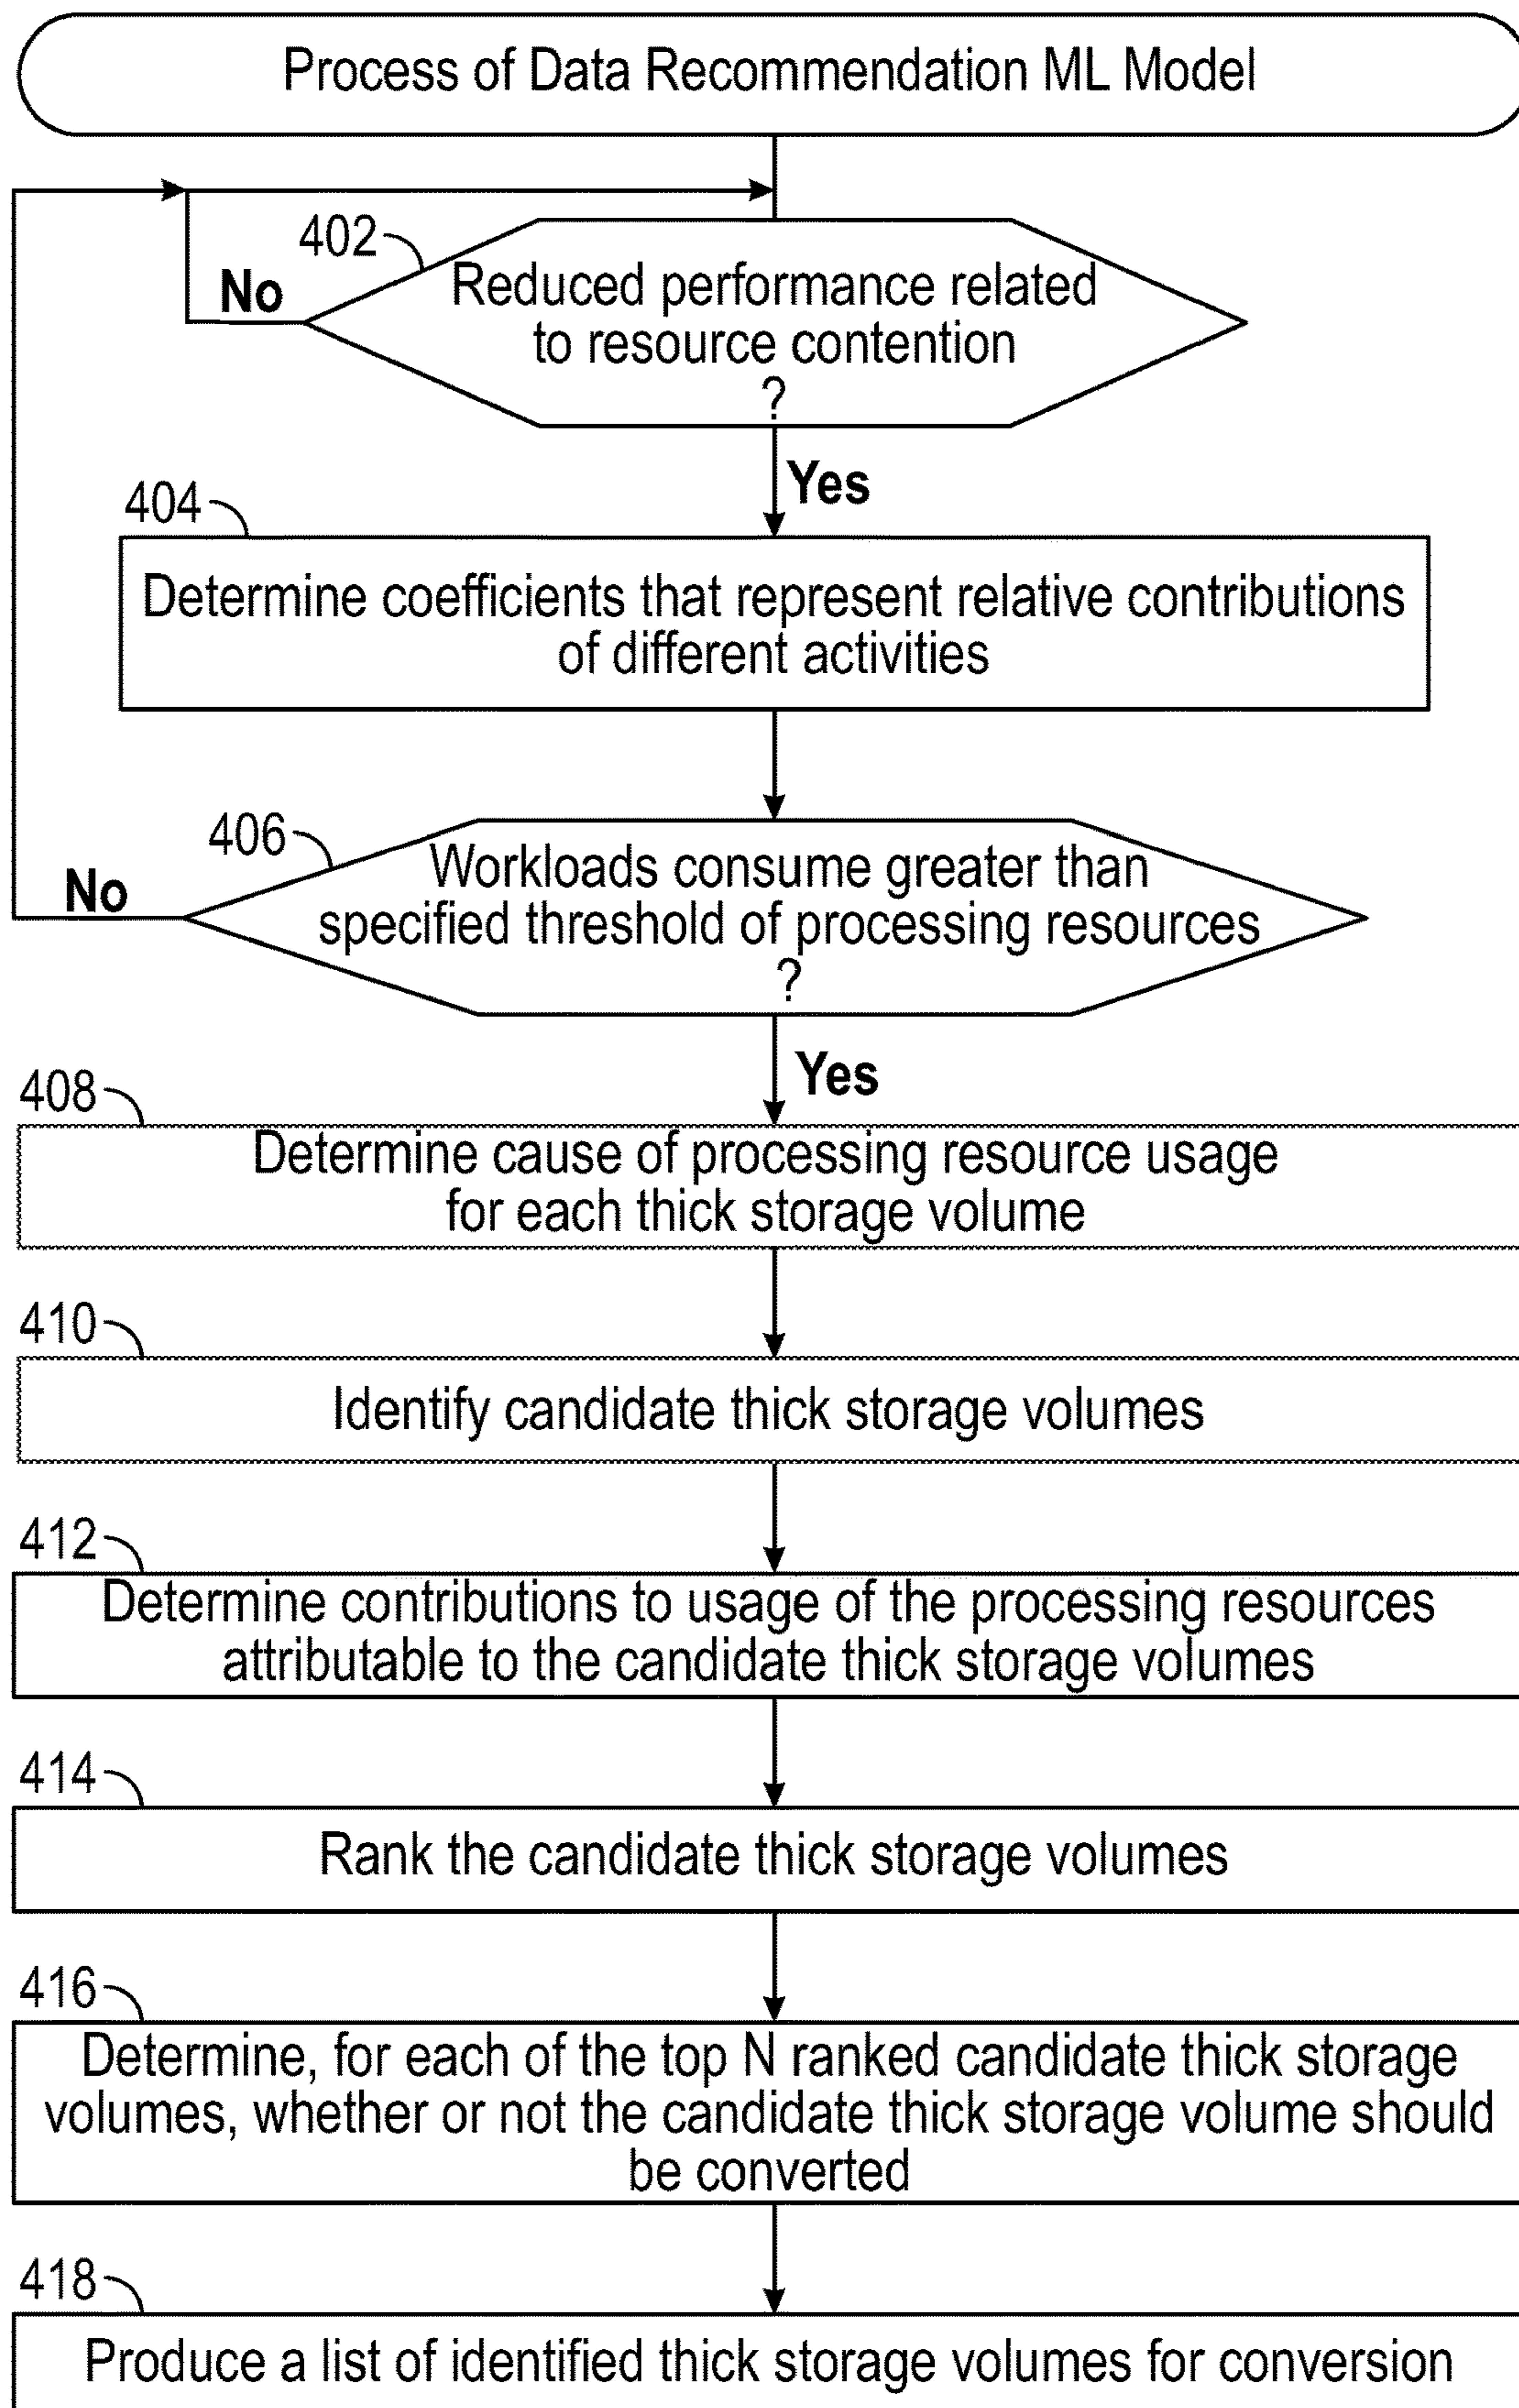 Process of Data Recommendation ML Model
402
No
Reduced performance related
to resource contention
?
Yes
404
Determine coefficients that represent relative contributions
of different activities
406
No
Workloads consume greater than
specified threshold of processing resources
?
Yes
408
Determine cause of processing resource usage
for each thick storage volume
410
Identify candidate thick storage volumes
412
Determine contributions to usage of the processing resources
attributable to the candidate thick storage volumes
414
Rank the candidate thick storage volumes
416
Determine, for each of the top N ranked candidate thick storage
volumes, whether or not the candidate thick storage volume should
be converted
418
Produce a list of identified thick storage volumes for conversion